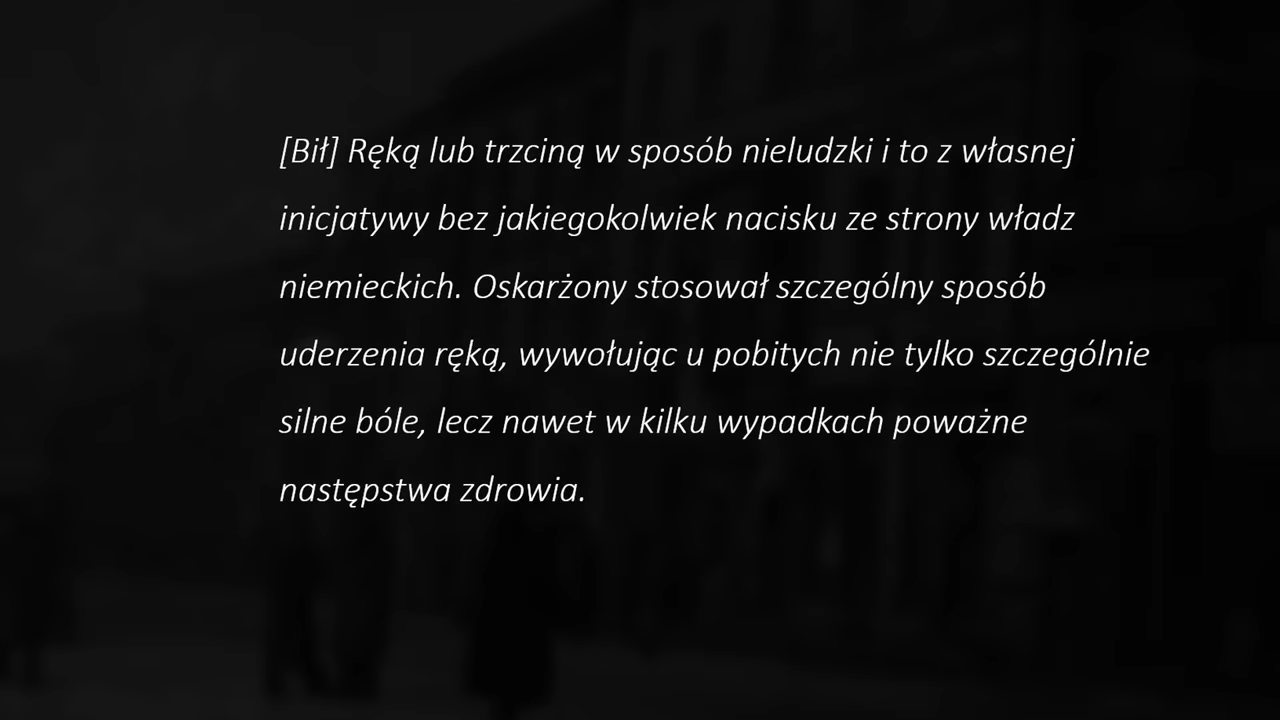 [Bił] Ręką lub trzciną w sposób nieludzki i to z własnej
inicjatywy bez jakiegokolwiek nacisku ze strony władz
niemieckich. Oskarżony stosował szczególny sposób
uderzenia ręką, wywołując u pobitych nie tylko szczególnie
silne bóle, lecz nawet w kilku wypadkach poważne
następstwa zdrowia.